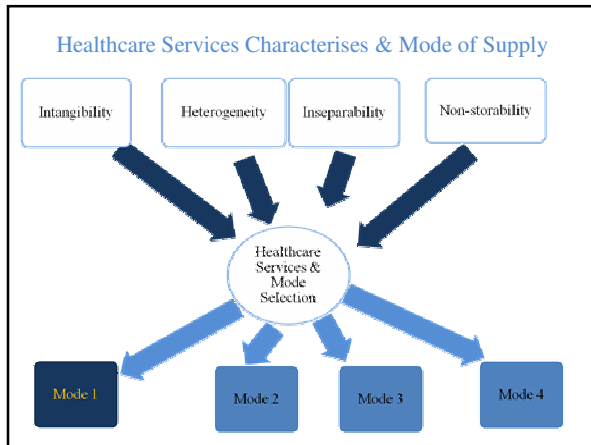 Healthcare Services Characterises & Mode of Supply
Intangibility
Heterogeneity
Inseparability
Non-storability
Healthcare
Services &
Mode
Selection
Mode 1
Mode 2
Mode 3
Mode 4